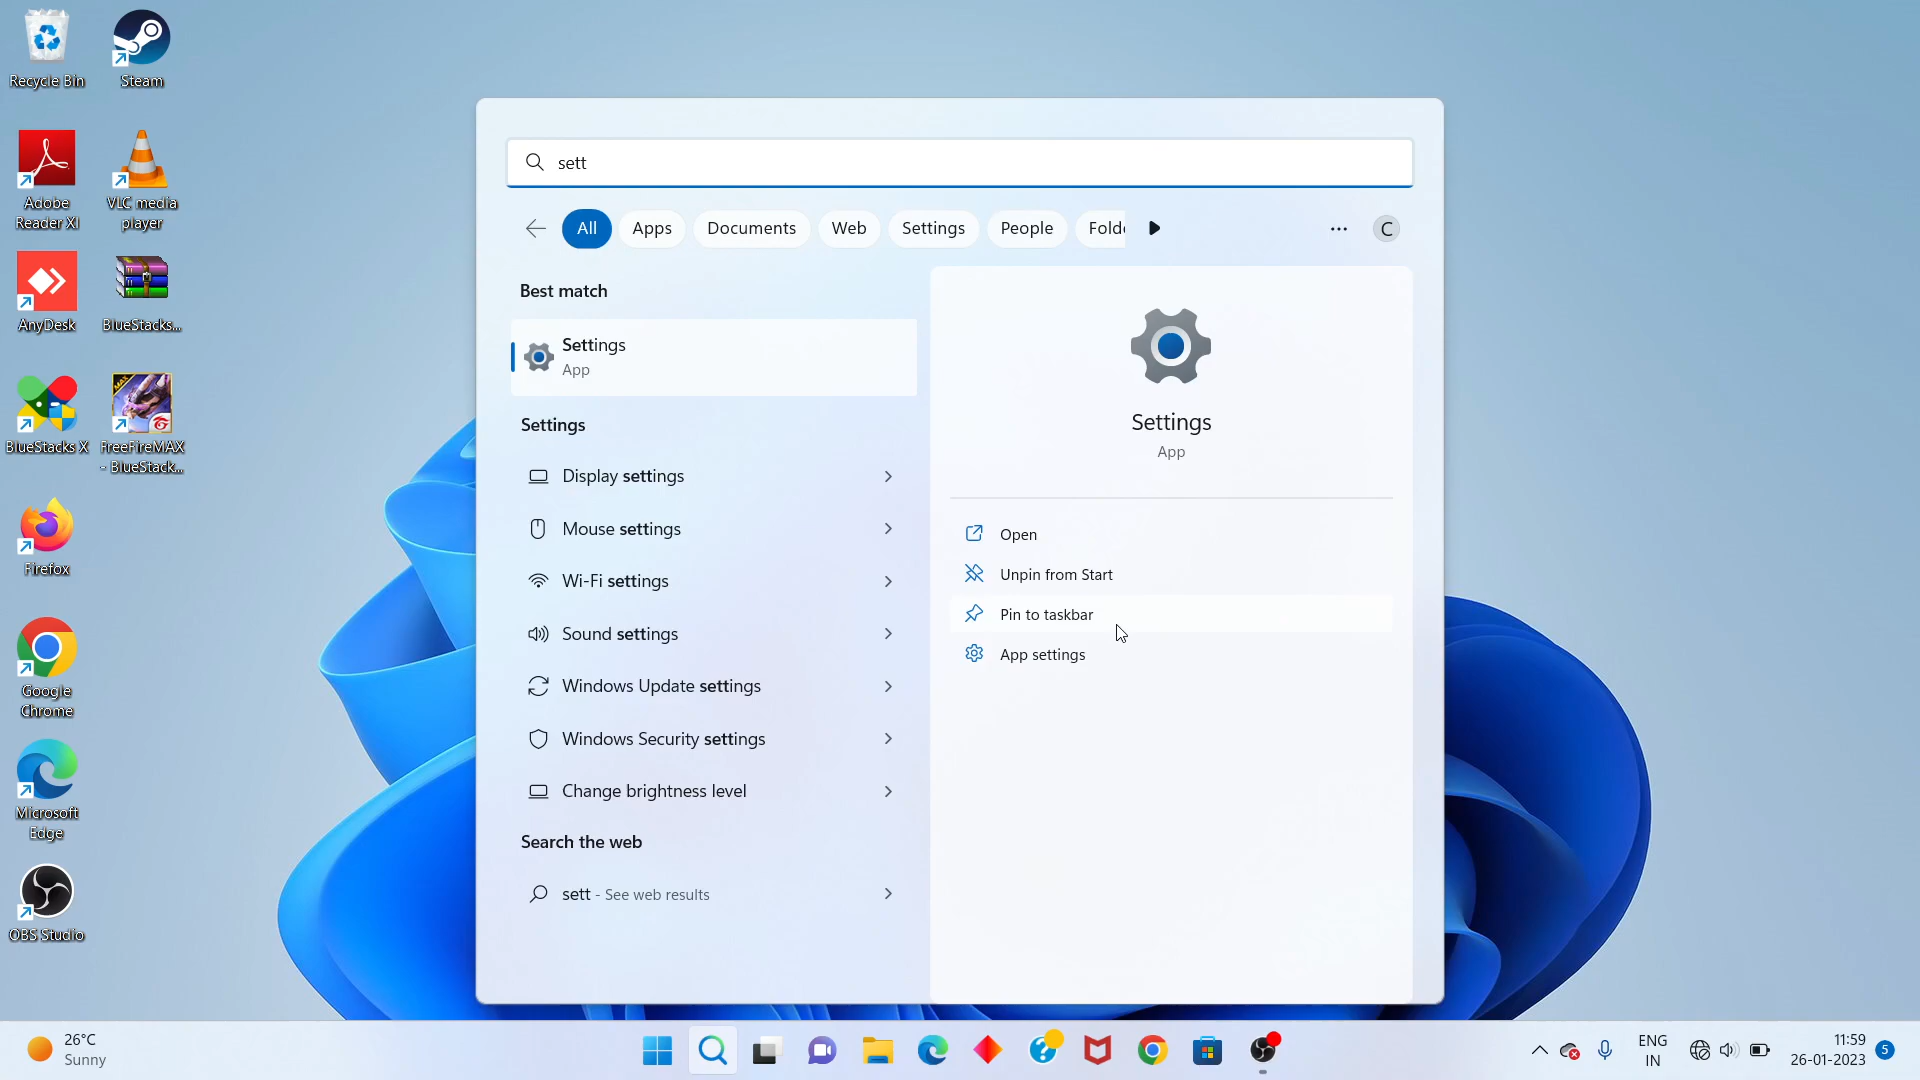 Recycle Bin
Steam
Adobe
Reader XI
VLC media
player
AnyDesk
BlueStacks...
BlueStacks X
MAX
FreeFireMAX
- BlueStack...
Firefox
Google
Chrome
Microsoft
Edge
OBS Studio
sett
All
Apps
Documents
Web
Settings
People
Folde
C
Best match
Settings
App
Settings
Display settings
Mouse settings
Wi-Fi settings
Sound settings
Windows Update settings
Windows Security settings
Change brightness level
Search the web
sett - See web results
Settings
App
Open
Unpin from Start
Pin to taskbar
App settings
26°C
Sunny
ENG
IN
11:59
26-01-2023
5